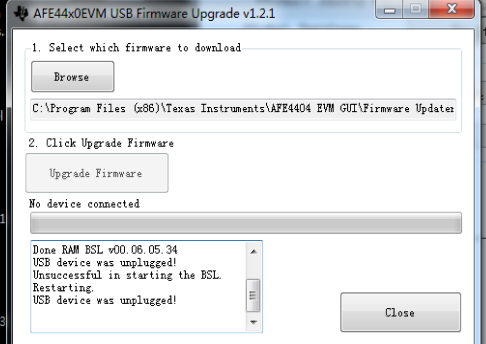 AFE44x0EVM USB Firmware Upgrade v1.2.1
1. Select which firmware to download
Browse
C:\Program Files (x86)\Texas Instruments\AFE4404 EVM GUI\Firmware Updater
2. Click Upgrade Firmware
Upgrade Firmware
No device connected
Done RAM BSL v00.06.05.34
USB device was unplugged!
Unsuccessful in starting the BSL.
Restarting.
USB device was unplugged!
Close